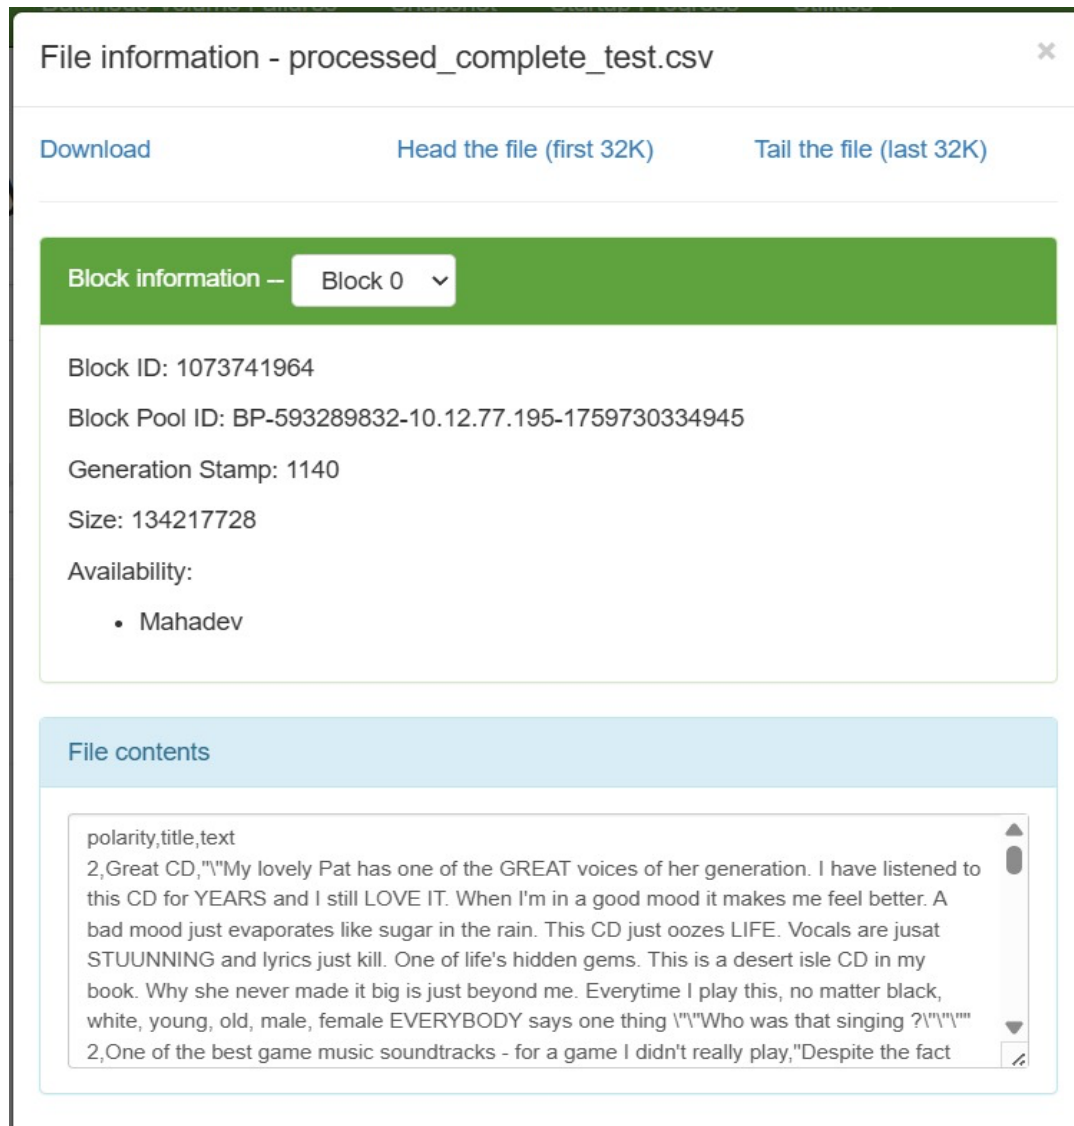 Datanode Volume Failures Snapshot Startup Progress Utilities
File information - processed_complete_test.csv ×
Download Head the file (first 32K) Tail the file (last 32K)
Block information -- Block 0
Block ID: 1073741964
Block Pool ID: BP-593289832-10.12.77.195-1759730334945
Generation Stamp: 1140
Size: 134217728
Availability:
• Mahadev
File contents
polarity,title,text
2,Great CD,"\"My lovely Pat has one of the GREAT voices of her generation. I have listened to
this CD for YEARS and I still LOVE IT. When I'm in a good mood it makes me feel better. A
bad mood just evaporates like sugar in the rain. This CD just oozes LIFE. Vocals are jusat
STUUNNING and lyrics just kill. One of life's hidden gems. This is a desert isle CD in my
book. Why she never made it big is just beyond me. Everytime I play this, no matter black,
white, young, old, male, female EVERYBODY says one thing \"\"Who was that singing ?\"\"\""
2,One of the best game music soundtracks - for a game I didn't really play,"Despite the fact